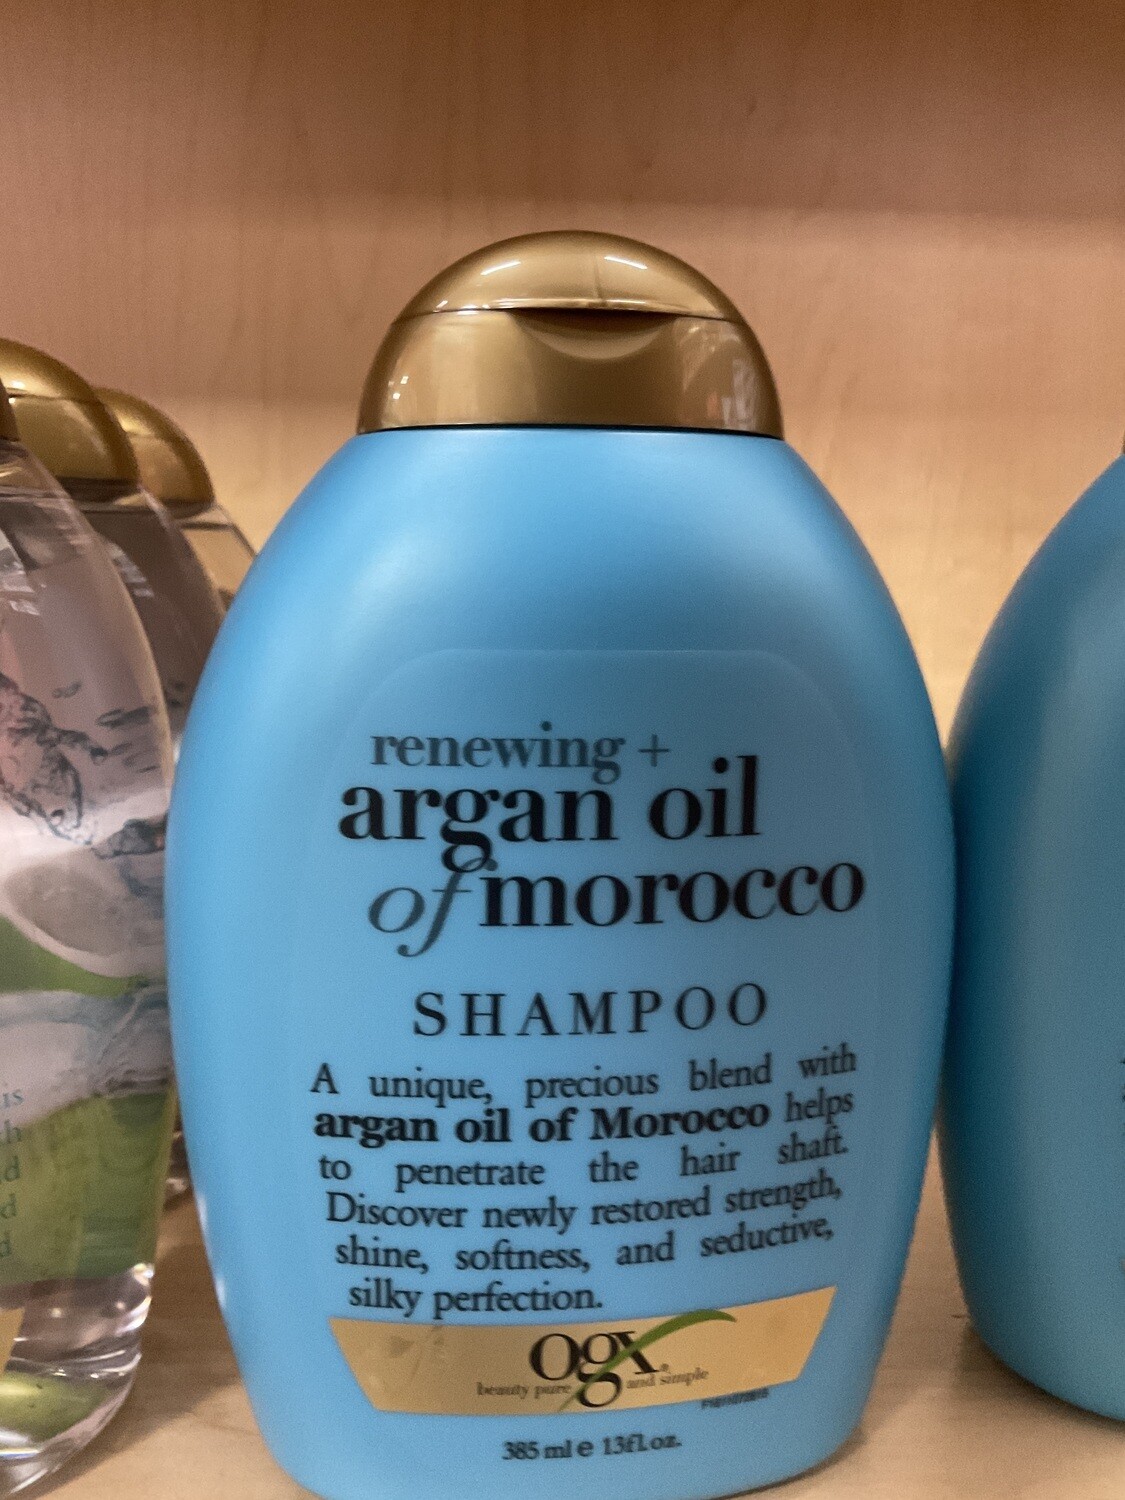 renewing +
argan oil
of morocco
SHAMPOO
A unique, precious blend with
argan oil of Morocco helps
to penetrate the hair shaft.
Discover newly restored strength,
shine, softness, and seductive,
silky perfection.
ogx®
beauty pure and simple
385 ml e 13fl.oz.